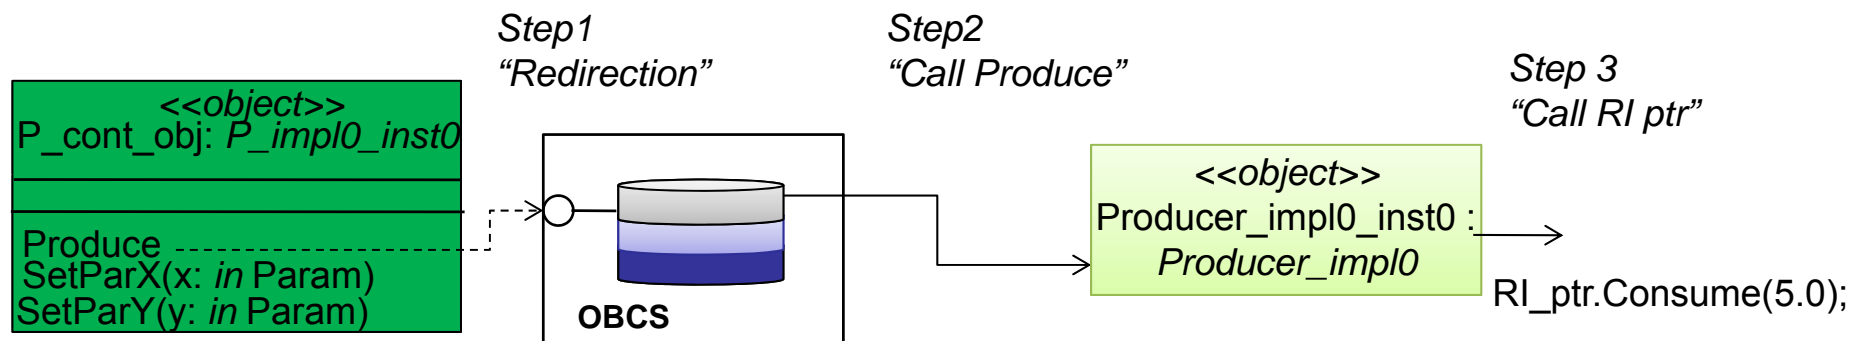 Step1
“Redirection”
Step2
“Call Produce”
Step 3
“Call RI ptr”
<<object>>
P_cont_obj: P_impl0_inst0
Produce
SetParX(x: in Param)
SetParY(y: in Param)
OBCS
<<object>>
Producer_impl0_inst0 :
Producer_impl0
RI_ptr.Consume(5.0);